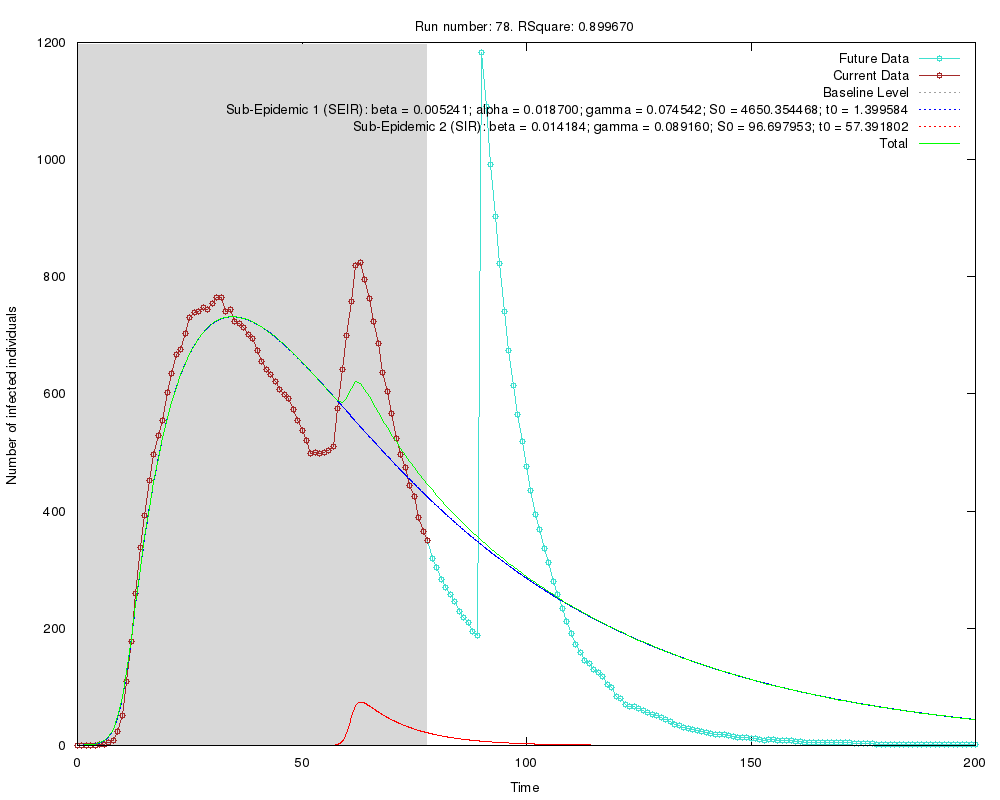 Run number: 78. RSquare: 0.899670
1200
1000
800
600
400
200
0
Number of infected individuals
Future Data
Current Data
Baseline Level
Sub-Epidemic 1 (SEIR): beta = 0.005241; alpha = 0.018700; gamma = 0.074542; S0 = 4650.354468; t0 = 1.399584
Sub-Epidemic 2 (SIR): beta = 0.014184; gamma = 0.089160; S0 = 96.697953; t0 = 57.391802
Total
0 50 100 150 200
Time